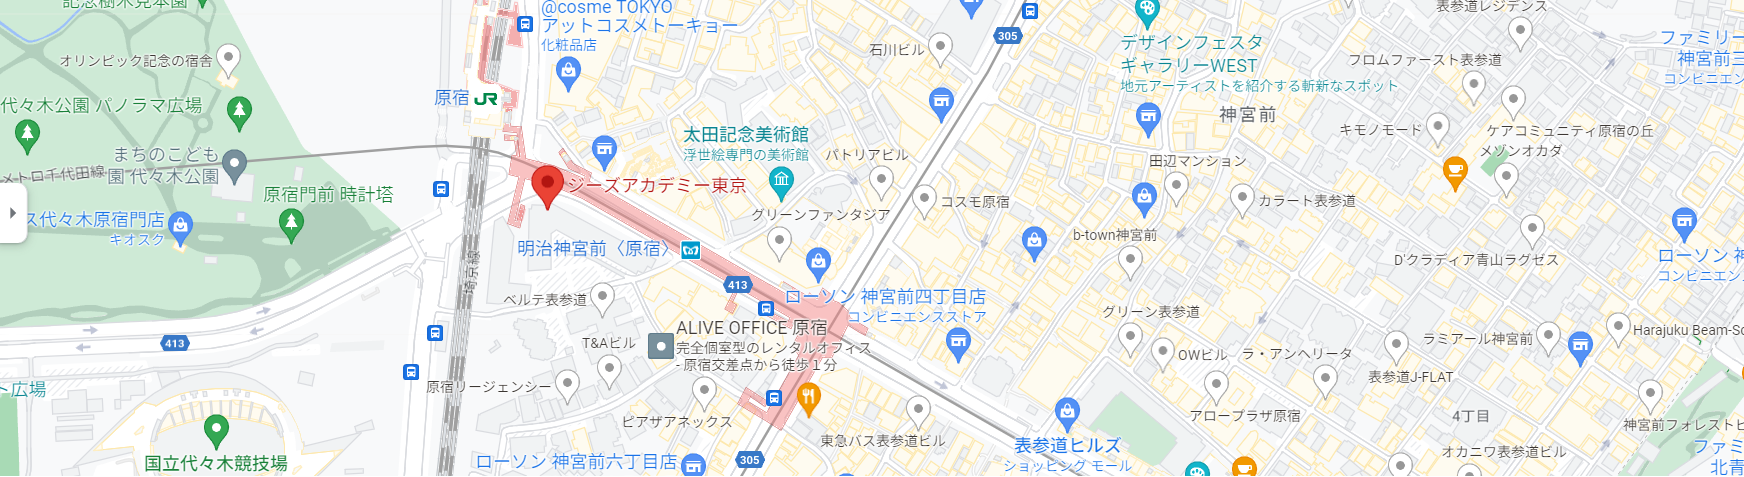 記念樹木見本園
@cosme TOKYO
アットコスメトーキョー
化粧品店
オリンピック記念の宿舎
原宿
JR
代々木公園 パノラマ広場
まちのこども
園 代々木公園
メトロ千代田線
原宿門前 時計塔
ス代々木原宿門店
キオスク
ジーズアカデミー東京
明治神宮前〈原宿〉
埼京線
太田記念美術館
浮世絵専門の美術館
パトリアビル
グリーンファンタジア
コスモ原宿
石川ビル
305
デザインフェスタ
ギャラリーWEST
地元アーティストを紹介する斬新なスポット
神宮前
表参道レジデンス
フロムファースト表参道
ファミリー
神宮前三
コンビニエン
キモノモード
ケアコミュニティ原宿の丘
メゾンオカダ
田辺マンション
カラート表参道
b-town神宮前
D'クラディア青山ラグゼス
ローソン 神
コンビニエン
413
ローソン 神宮前四丁目店
コンビニエンスストア
ベルテ表参道
ALIVE OFFICE 原宿
完全個室型のレンタルオフィス
- 原宿交差点から徒歩１分
T&Aビル
原宿リージェンシー
ピアザアネックス
413
ト広場
国立代々木競技場
ローソン 神宮前六丁目店
305
東急バス表参道ビル
表参道ヒルズ
ショッピング モール
グリーン表参道
OWビル
ラ・アンヘリータ
アロープラザ原宿
表参道J-FLAT
ラミアール神宮前
Harajuku Beam-So
4丁目
オカニワ表参道ビル
神宮前フォレストヒ
ファミ
北青